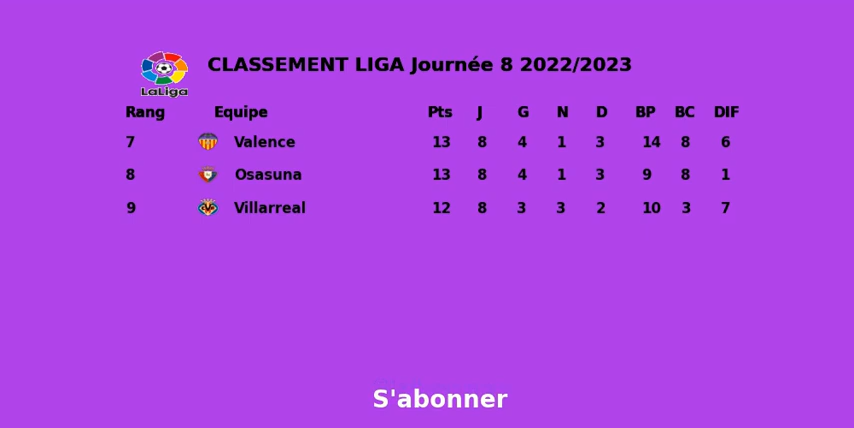 CLASSEMENT LIGA Journée 8 2022/2023
LaLiga
Rang Equipe Pts J G N D BP BC DIF
7 Valence 13 8 4 1 3 14 8 6
8 Osasuna 13 8 4 1 3 9 8 1
9 Villarreal 12 8 3 3 2 10 3 7
S'abonner